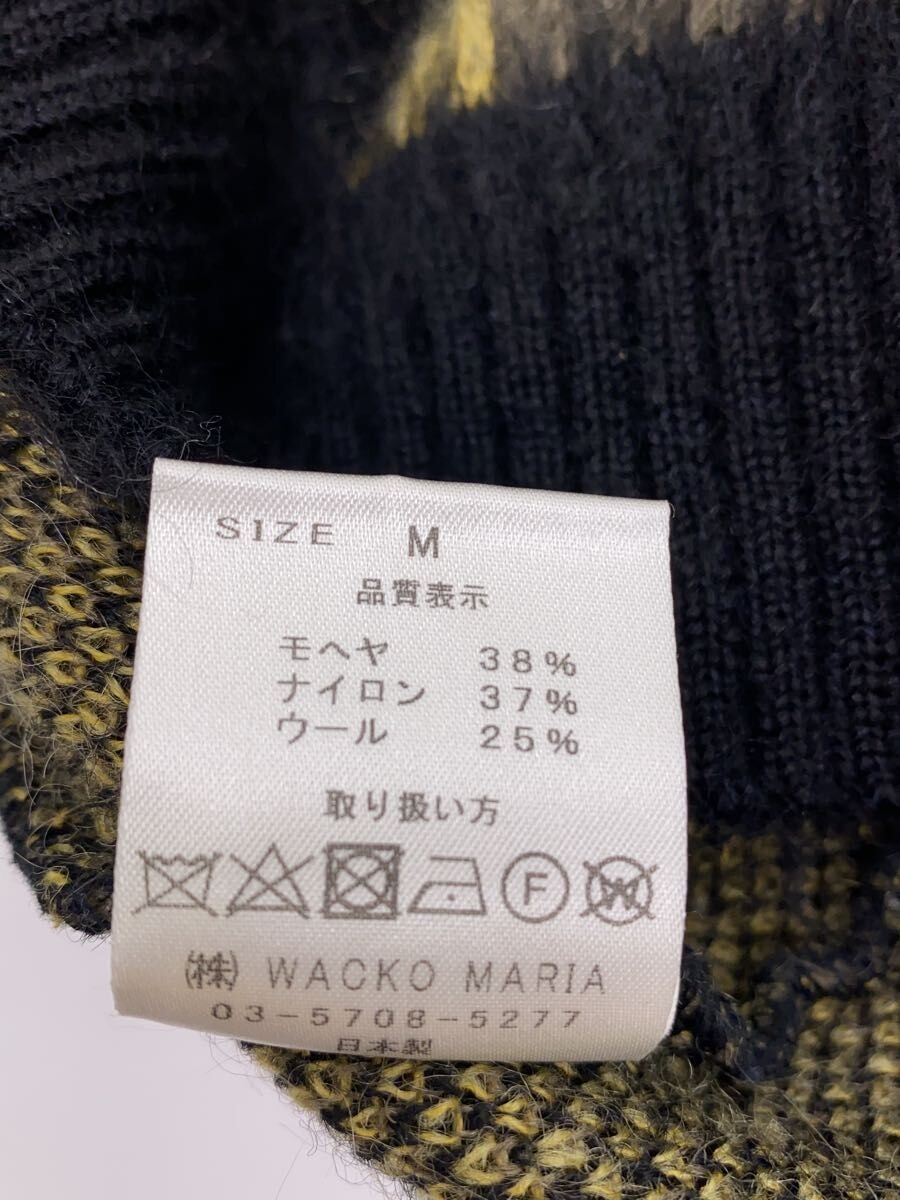 SIZE M
品質表示
モヘヤ 38%
ナイロン 37%
ウール 25%
取り扱い方
F W
(株) WACKO MARIA
03-5708-5277
日本製